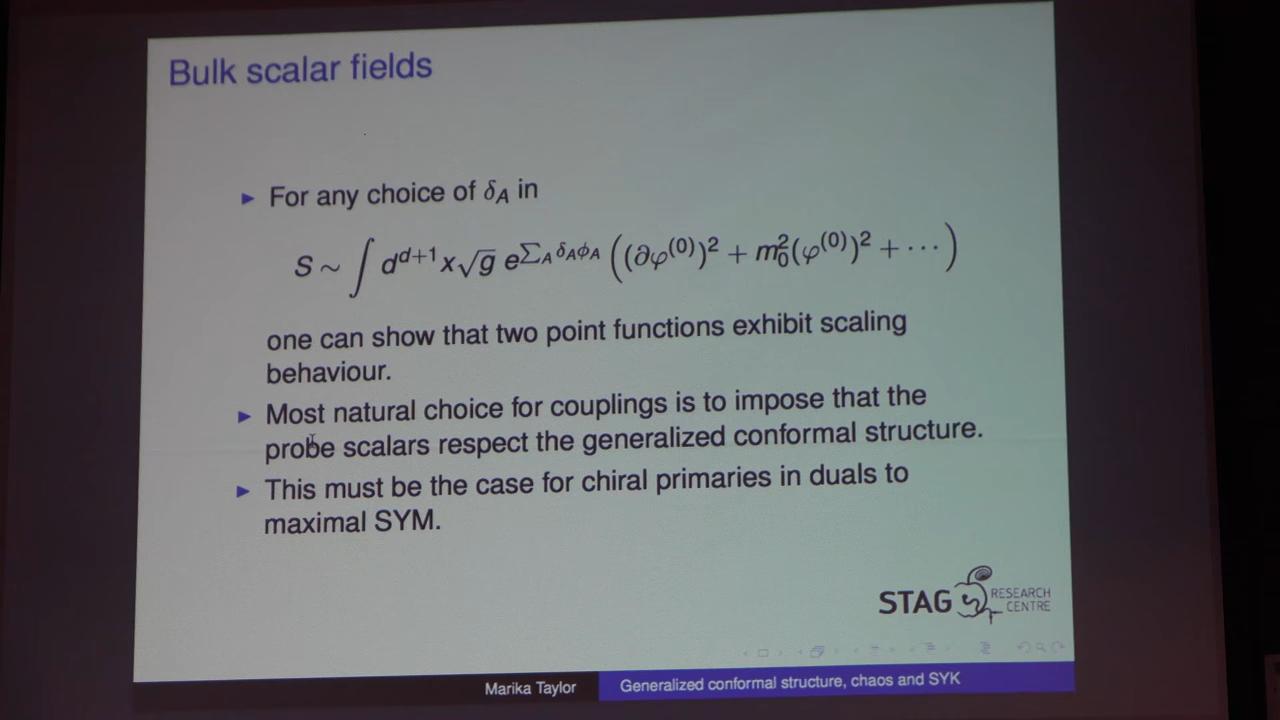 Bulk scalar fields
► For any choice of δ_A in
S ~ ∫ d^{d+1}x√g e^{∑_A δ_Aϕ_A} ((∂φ^{(0)})² + m_0²(φ^{(0)})² + ⋯)
one can show that two point functions exhibit scaling
behaviour.
► Most natural choice for couplings is to impose that the
probe scalars respect the generalized conformal structure.
► This must be the case for chiral primaries in duals to
maximal SYM.
STAG RESEARCH
CENTRE
Marika Taylor Generalized conformal structure, chaos and SYK